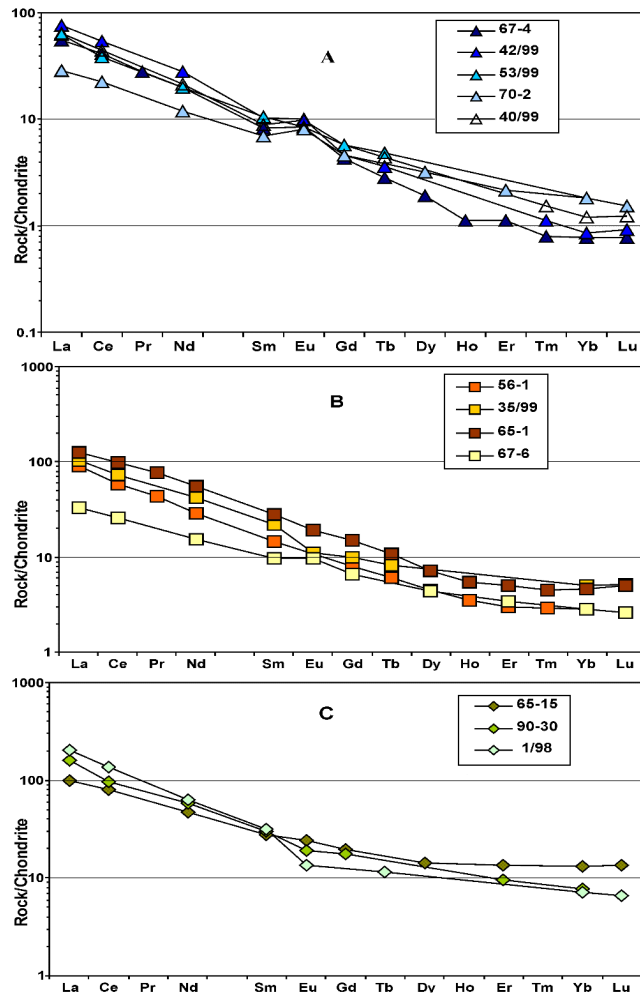 A
67-4
42/99
53/99
70-2
40/99
Rock/Chondrite
100
10
1
0.1
La Ce Pr Nd Sm Eu Gd Tb Dy Ho Er Tm Yb Lu
B
56-1
35/99
65-1
67-6
Rock/Chondrite
1000
100
10
1
La Ce Pr Nd Sm Eu Gd Tb Dy Ho Er Tm Yb Lu
C
65-15
90-30
1/98
Rock/Chondrite
1000
100
10
1
La Ce Pr Nd Sm Eu Gd Tb Dy Ho Er Tm Yb Lu